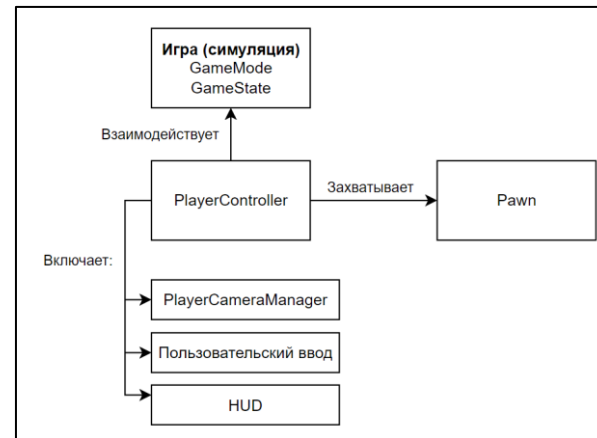 Игра (симуляция)
GameMode
GameState
Взаимодействует
PlayerController
Захватывает
Pawn
Включает:
PlayerCameraManager
Пользовательский ввод
HUD